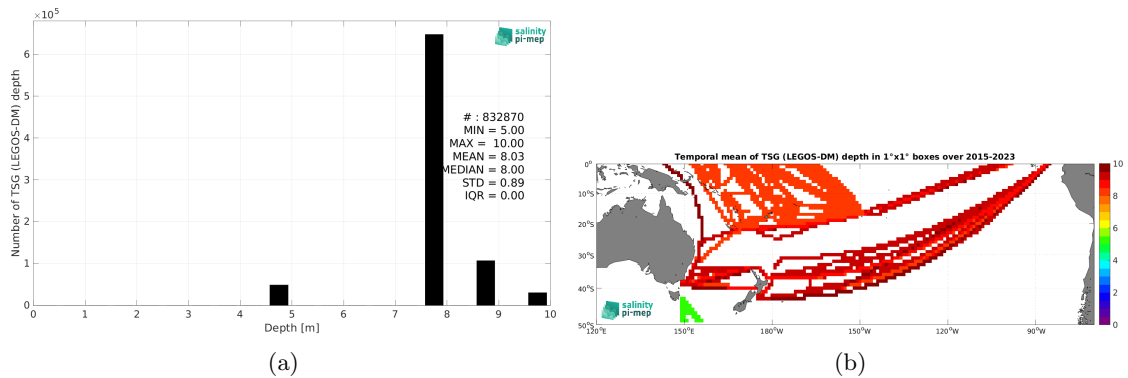 ×10⁵
7
6
5
4
3
2
1
0
Number of TSG (LEGOS-DM) depth
salinity
pi-mep
# : 832870
MIN = 5.00
MAX = 10.00
MEAN = 8.03
MEDIAN = 8.00
STD = 0.89
IQR = 0.00
0 1 2 3 4 5 6 7 8 9 10
Depth [m]
(a)
Temporal mean of TSG (LEGOS-DM) depth in 1°x1° boxes over 2015-2023
0°
10°S
20°S
30°S
40°S
50°S
120°E 150°E 180°W 150°W 120°W 90°W
salinity
pi-mep
10
8
6
4
2
0
(b)